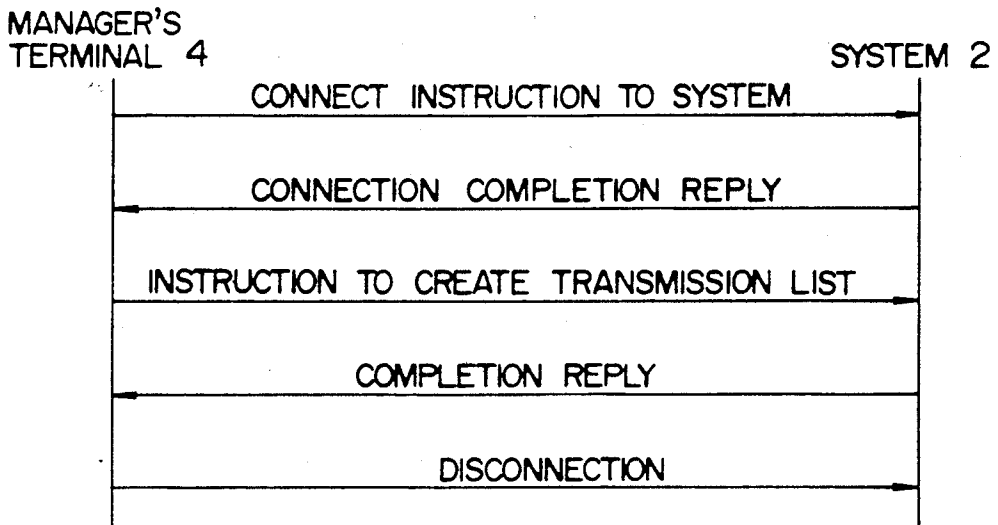 MANAGER'S
TERMINAL 4
SYSTEM 2
CONNECT INSTRUCTION TO SYSTEM
CONNECTION COMPLETION REPLY
INSTRUCTION TO CREATE TRANSMISSION LIST
COMPLETION REPLY
DISCONNECTION